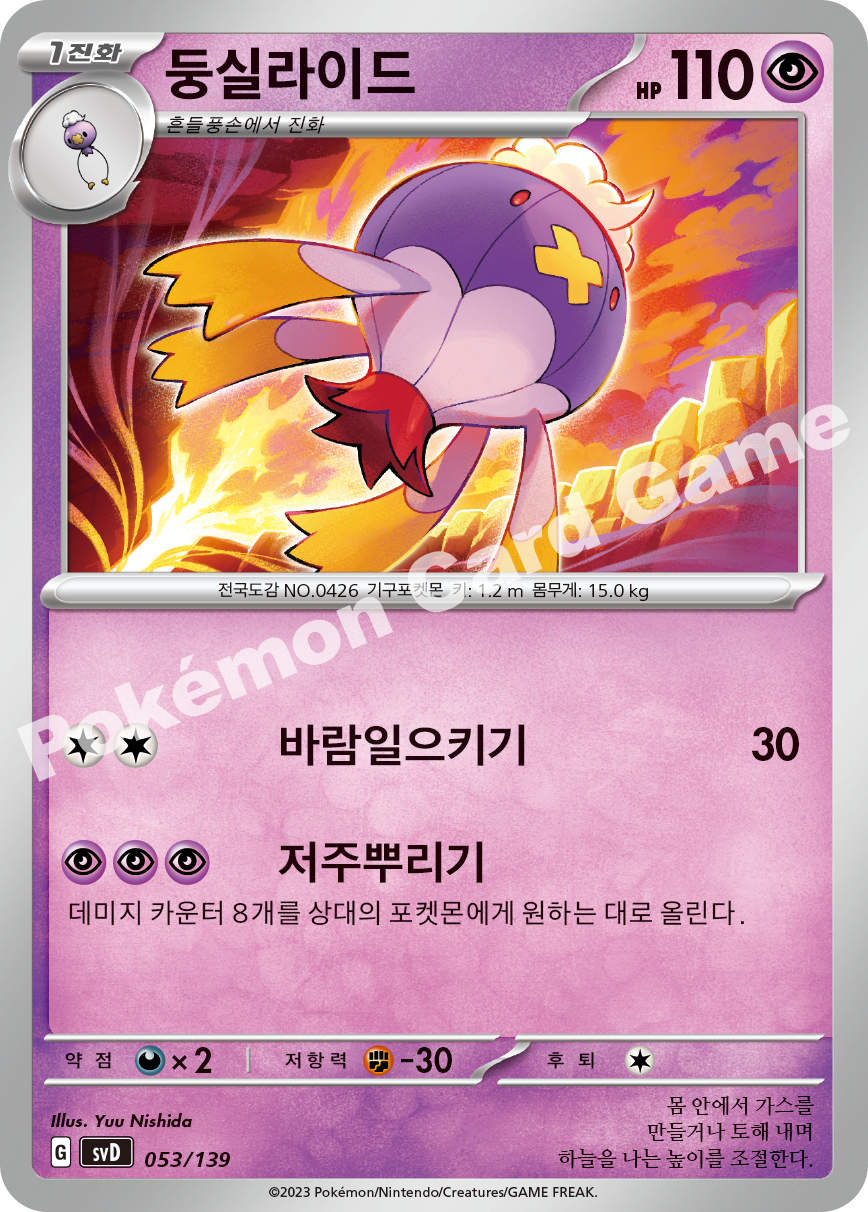 1진화
둥실라이드
HP 110
흔들풍손에서 진화
전국도감 NO.0426 기구포켓몬 키: 1.2 m 몸무게: 15.0 kg
Pokémon Card Game
바람일으키기 30
저주뿌리기
데미지 카운터 8개를 상대의 포켓몬에게 원하는 대로 올린다.
약점 ×2 저항력 -30 후퇴
Illus. Yuu Nishida
G svD 053/139
몸 안에서 가스를
만들거나 토해 내며
하늘을 나는 높이를 조절한다.
©2023 Pokémon/Nintendo/Creatures/GAME FREAK.